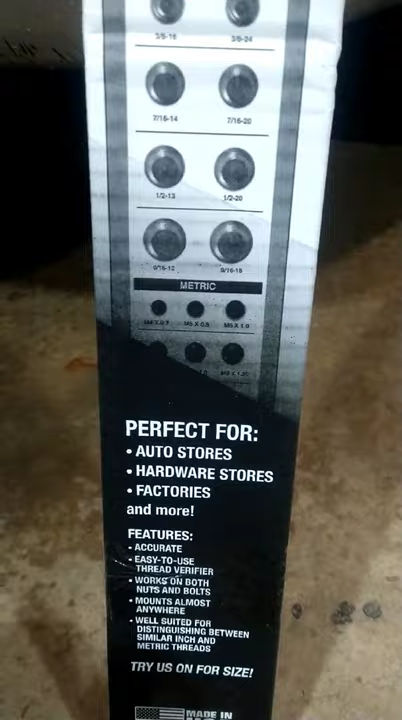 3/8-16 3/8-24
7/16-14 7/16-20
1/2-13 1/2-20
9/16-12 9/16-18
METRIC
M4 X 0.7 M5 X 0.8 M6 X 1.0
PERFECT FOR:
• AUTO STORES
• HARDWARE STORES
• FACTORIES
and more!
FEATURES:
• ACCURATE
• EASY-TO-USE
THREAD VERIFIER
• WORKS ON BOTH
NUTS AND BOLTS
• MOUNTS ALMOST
ANYWHERE
• WELL SUITED FOR
DISTINGUISHING BETWEEN
SIMILAR INCH AND
METRIC THREADS
TRY US ON FOR SIZE!
MADE IN